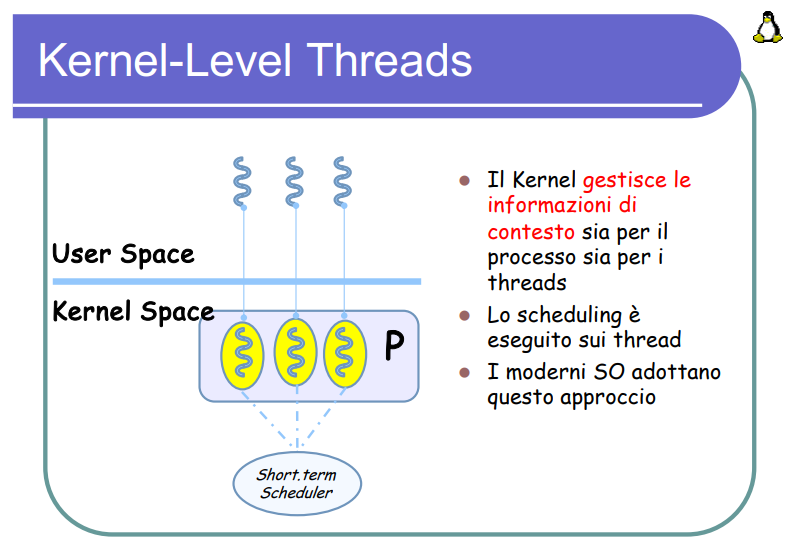 Kernel-Level Threads
User Space
Kernel Space
P
Short.term
Scheduler
Il Kernel gestisce le
informazioni di
contesto sia per il
processo sia per i
threads
Lo scheduling è
eseguito sui thread
I moderni SO adottano
questo approccio